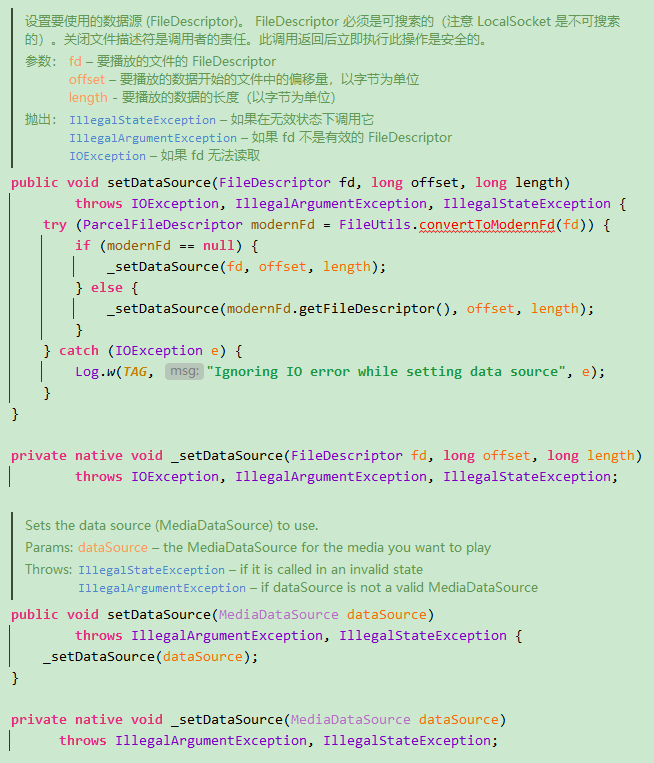 设置要使用的数据源 (FileDescriptor)。 FileDescriptor 必须是可搜索的（注意 LocalSocket 是不可搜索
的）。关闭文件描述符是调用者的责任。此调用返回后立即执行此操作是安全的。
参数： fd – 要播放的文件的 FileDescriptor
offset – 要播放的数据开始的文件中的偏移量，以字节为单位
length - 要播放的数据的长度（以字节为单位）
抛出： IllegalStateException – 如果在无效状态下调用它
IllegalArgumentException – 如果 fd 不是有效的 FileDescriptor
IOException – 如果 fd 无法读取
public void setDataSource(FileDescriptor fd, long offset, long length)
throws IOException, IllegalArgumentException, IllegalStateException {
try (ParcelFileDescriptor modernFd = FileUtils.convertToModernFd(fd)) {
if (modernFd == null) {
_setDataSource(fd, offset, length);
} else {
_setDataSource(modernFd.getFileDescriptor(), offset, length);
}
} catch (IOException e) {
Log.w(TAG, msg: "Ignoring IO error while setting data source", e);
}
}
private native void _setDataSource(FileDescriptor fd, long offset, long length)
throws IOException, IllegalArgumentException, IllegalStateException;
Sets the data source (MediaDataSource) to use.
Params: dataSource – the MediaDataSource for the media you want to play
Throws: IllegalStateException – if it is called in an invalid state
IllegalArgumentException – if dataSource is not a valid MediaDataSource
public void setDataSource(MediaDataSource dataSource)
throws IllegalArgumentException, IllegalStateException {
_setDataSource(dataSource);
}
private native void _setDataSource(MediaDataSource dataSource)
throws IllegalArgumentException, IllegalStateException;